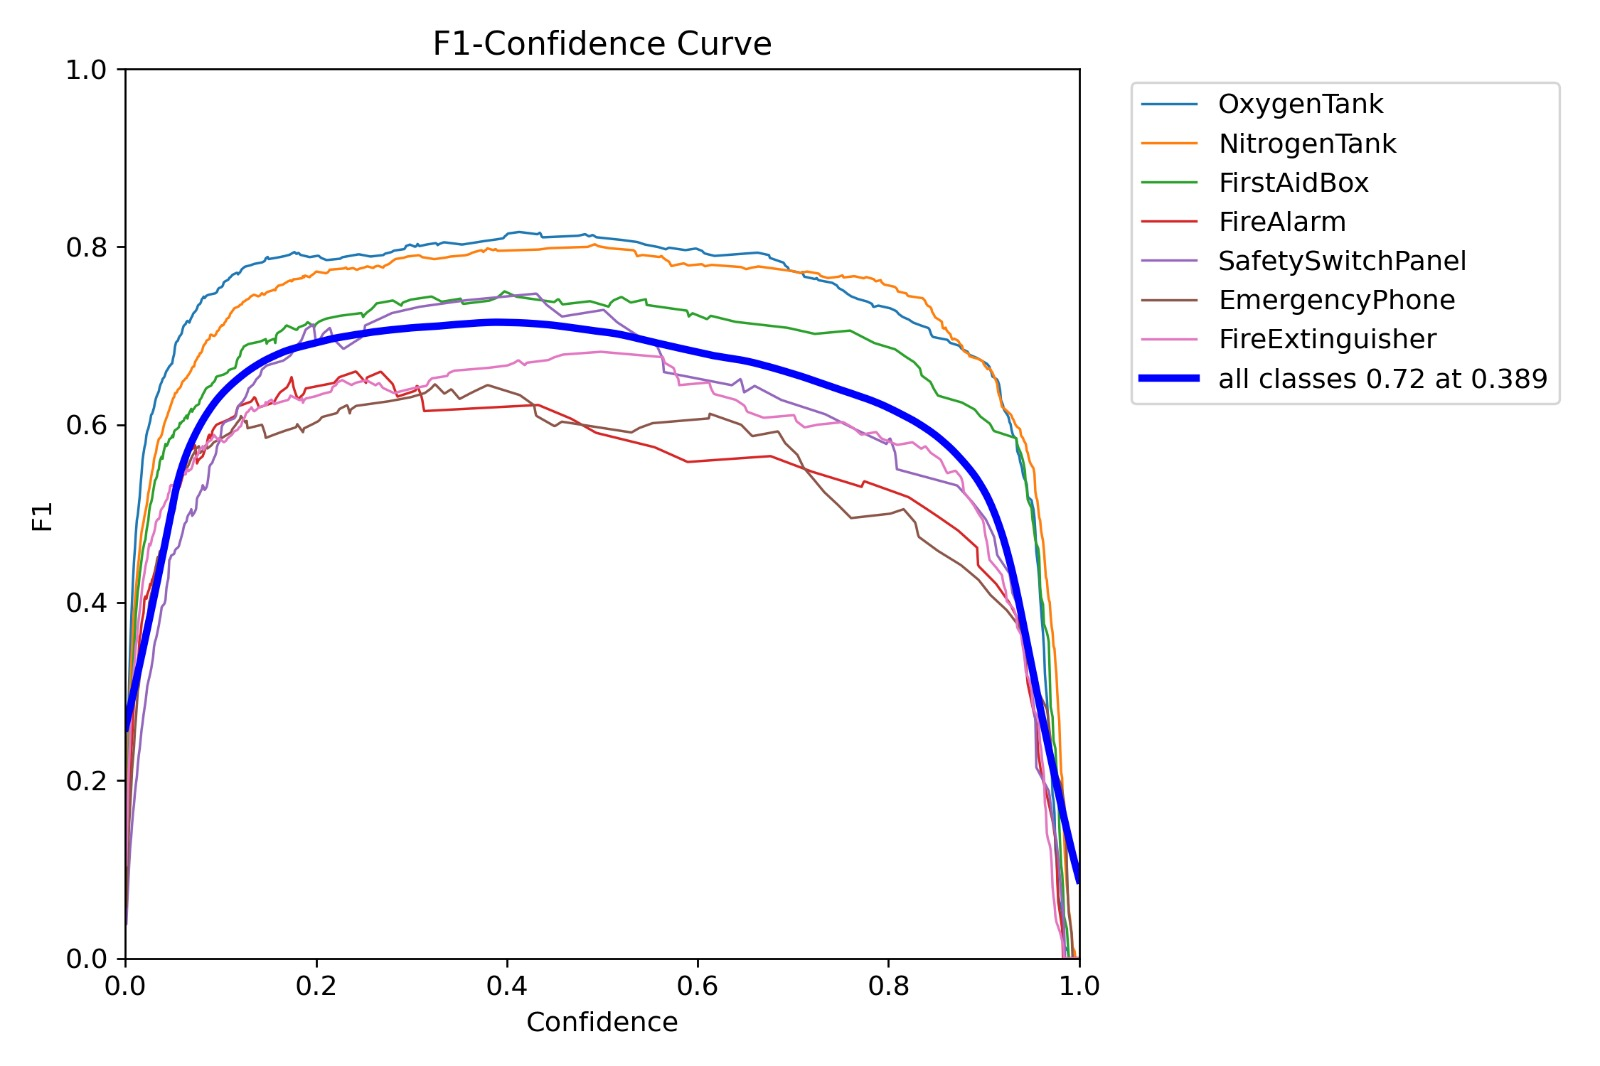 F1-Confidence Curve
1.0
0.8
0.6
0.4
0.2
0.0
F1
0.0 0.2 0.4 0.6 0.8 1.0
Confidence
OxygenTank
NitrogenTank
FirstAidBox
FireAlarm
SafetySwitchPanel
EmergencyPhone
FireExtinguisher
all classes 0.72 at 0.389